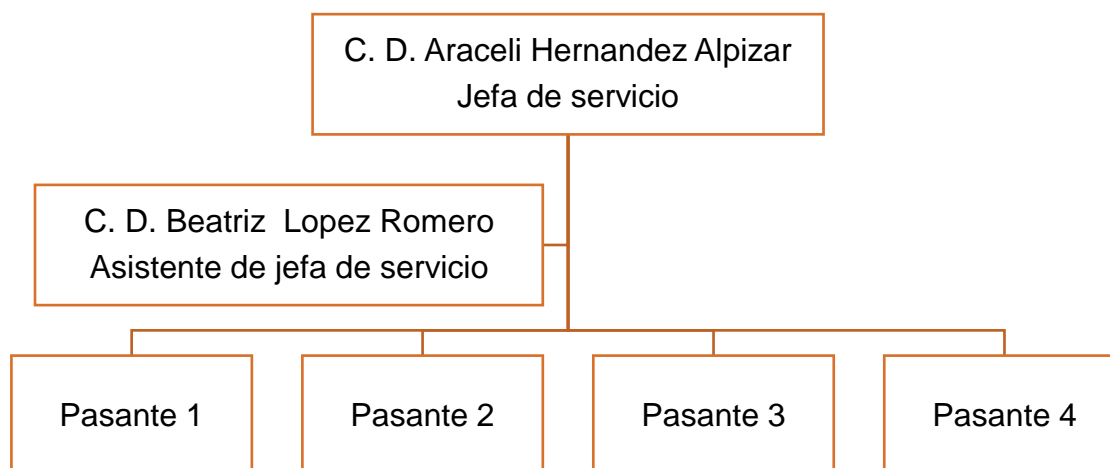 C. D. Araceli Hernandez Alpizar
Jefa de servicio
C. D. Beatriz  Lopez Romero
Asistente de jefa de servicio
Pasante 1
Pasante 2
Pasante 3
Pasante 4